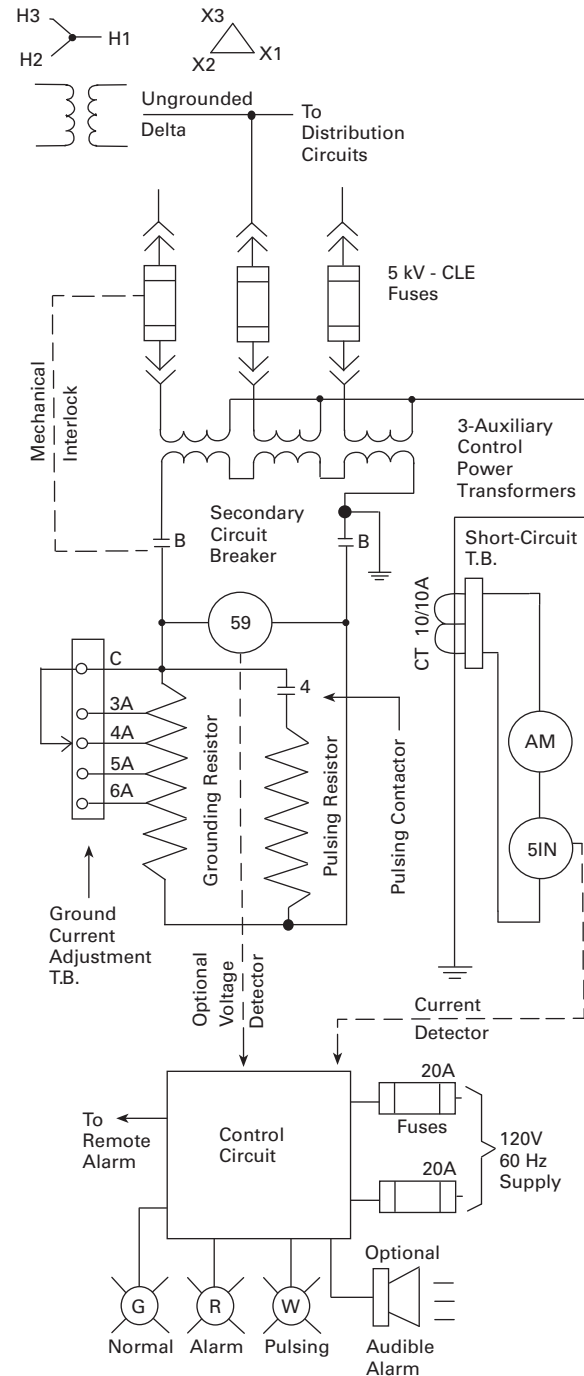 H3
H1
H2
X3
X2
X1
Ungrounded
Delta
To
Distribution
Circuits
5 kV - CLE
Fuses
Mechanical
Interlock
3-Auxiliary
Control
Power
Transformers
Secondary
Circuit
Breaker
B
B
Short-Circuit
T.B.
CT 10/10A
59
C
3A
4A
5A
6A
4
Grounding Resistor
Pulsing Resistor
Pulsing Contactor
AM
5IN
Ground
Current
Adjustment
T.B.
Optional
Voltage
Detector
Current
Detector
To
Remote
Alarm
Control
Circuit
20A
Fuses
20A
120V
60 Hz
Supply
Optional
G
R
W
Normal
Alarm
Pulsing
Audible
Alarm